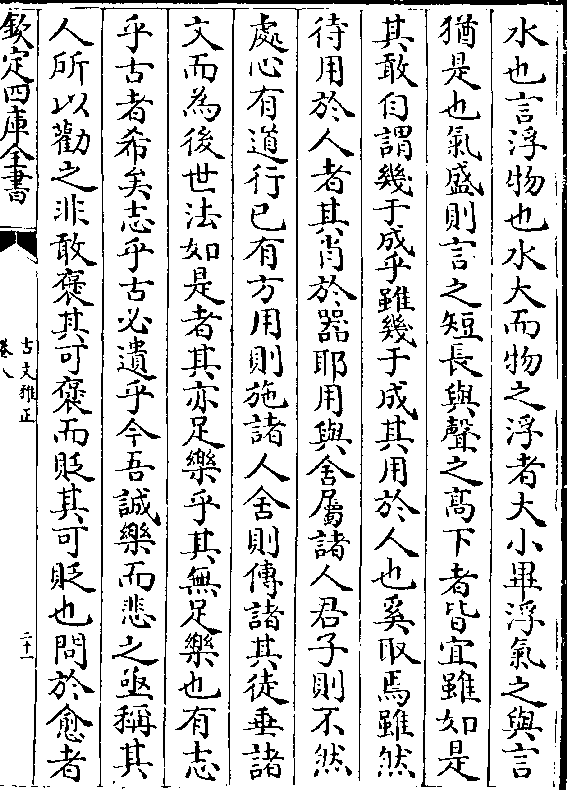 水也言浮物也水大而物之浮者大小畢浮氣之與言
猶是也氣盛則言之短長與聲之髙下者皆宜雖如是
其敢自謂幾于成乎雖幾于成其用於人也奚取焉雖然
待用於人者其肖於器耶用與舍屬諸人君子則不然
處心有道行已有方用則施諸人舍則傳諸其徒垂諸
文而為後世法如是者其亦足樂乎其無足樂也有志
乎古者希矣志乎古必遺乎今吾誠樂而悲之亟稱其
人所以勸之非敢褒其可褒而貶其可貶也問於愈者
欽定四庫全書
古文雅正
卷八
二十一